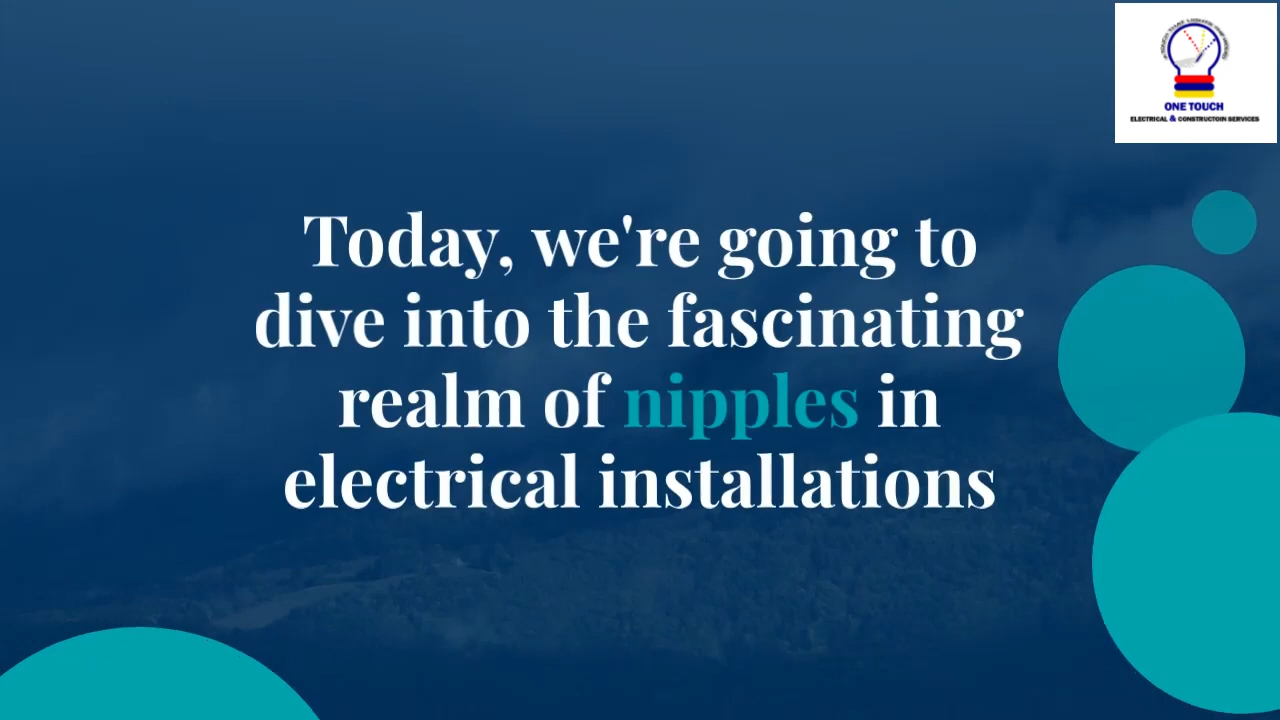 ONE TOUCH
ELECTRICAL & CONSTRUCTOIN SERVICES
Today, we're going to
dive into the fascinating
realm of nipples in
electrical installations